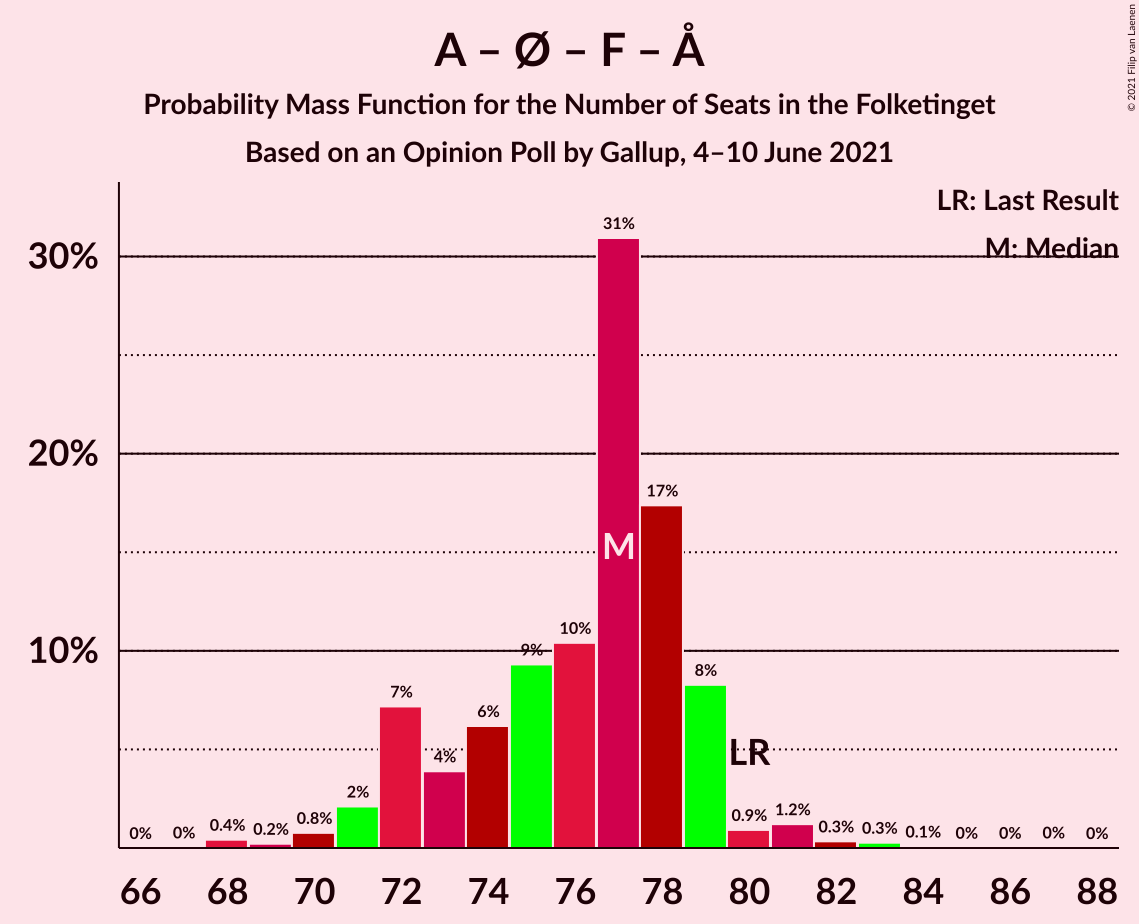 A – Ø – F – Å
Probability Mass Function for the Number of Seats in the Folketinget
Based on an Opinion Poll by Gallup, 4–10 June 2021
© 2021 Filip van Laenen
LR: Last Result
M: Median
30%
20%
10%
0%
0%
0.4%
0.2%
0.8%
2%
7%
4%
6%
9%
10%
31%
M
17%
8%
LR
0.9%
1.2%
0.3%
0.3%
0.1%
0%
0%
0%
0%
66 68 70 72 74 76 78 80 82 84 86 88